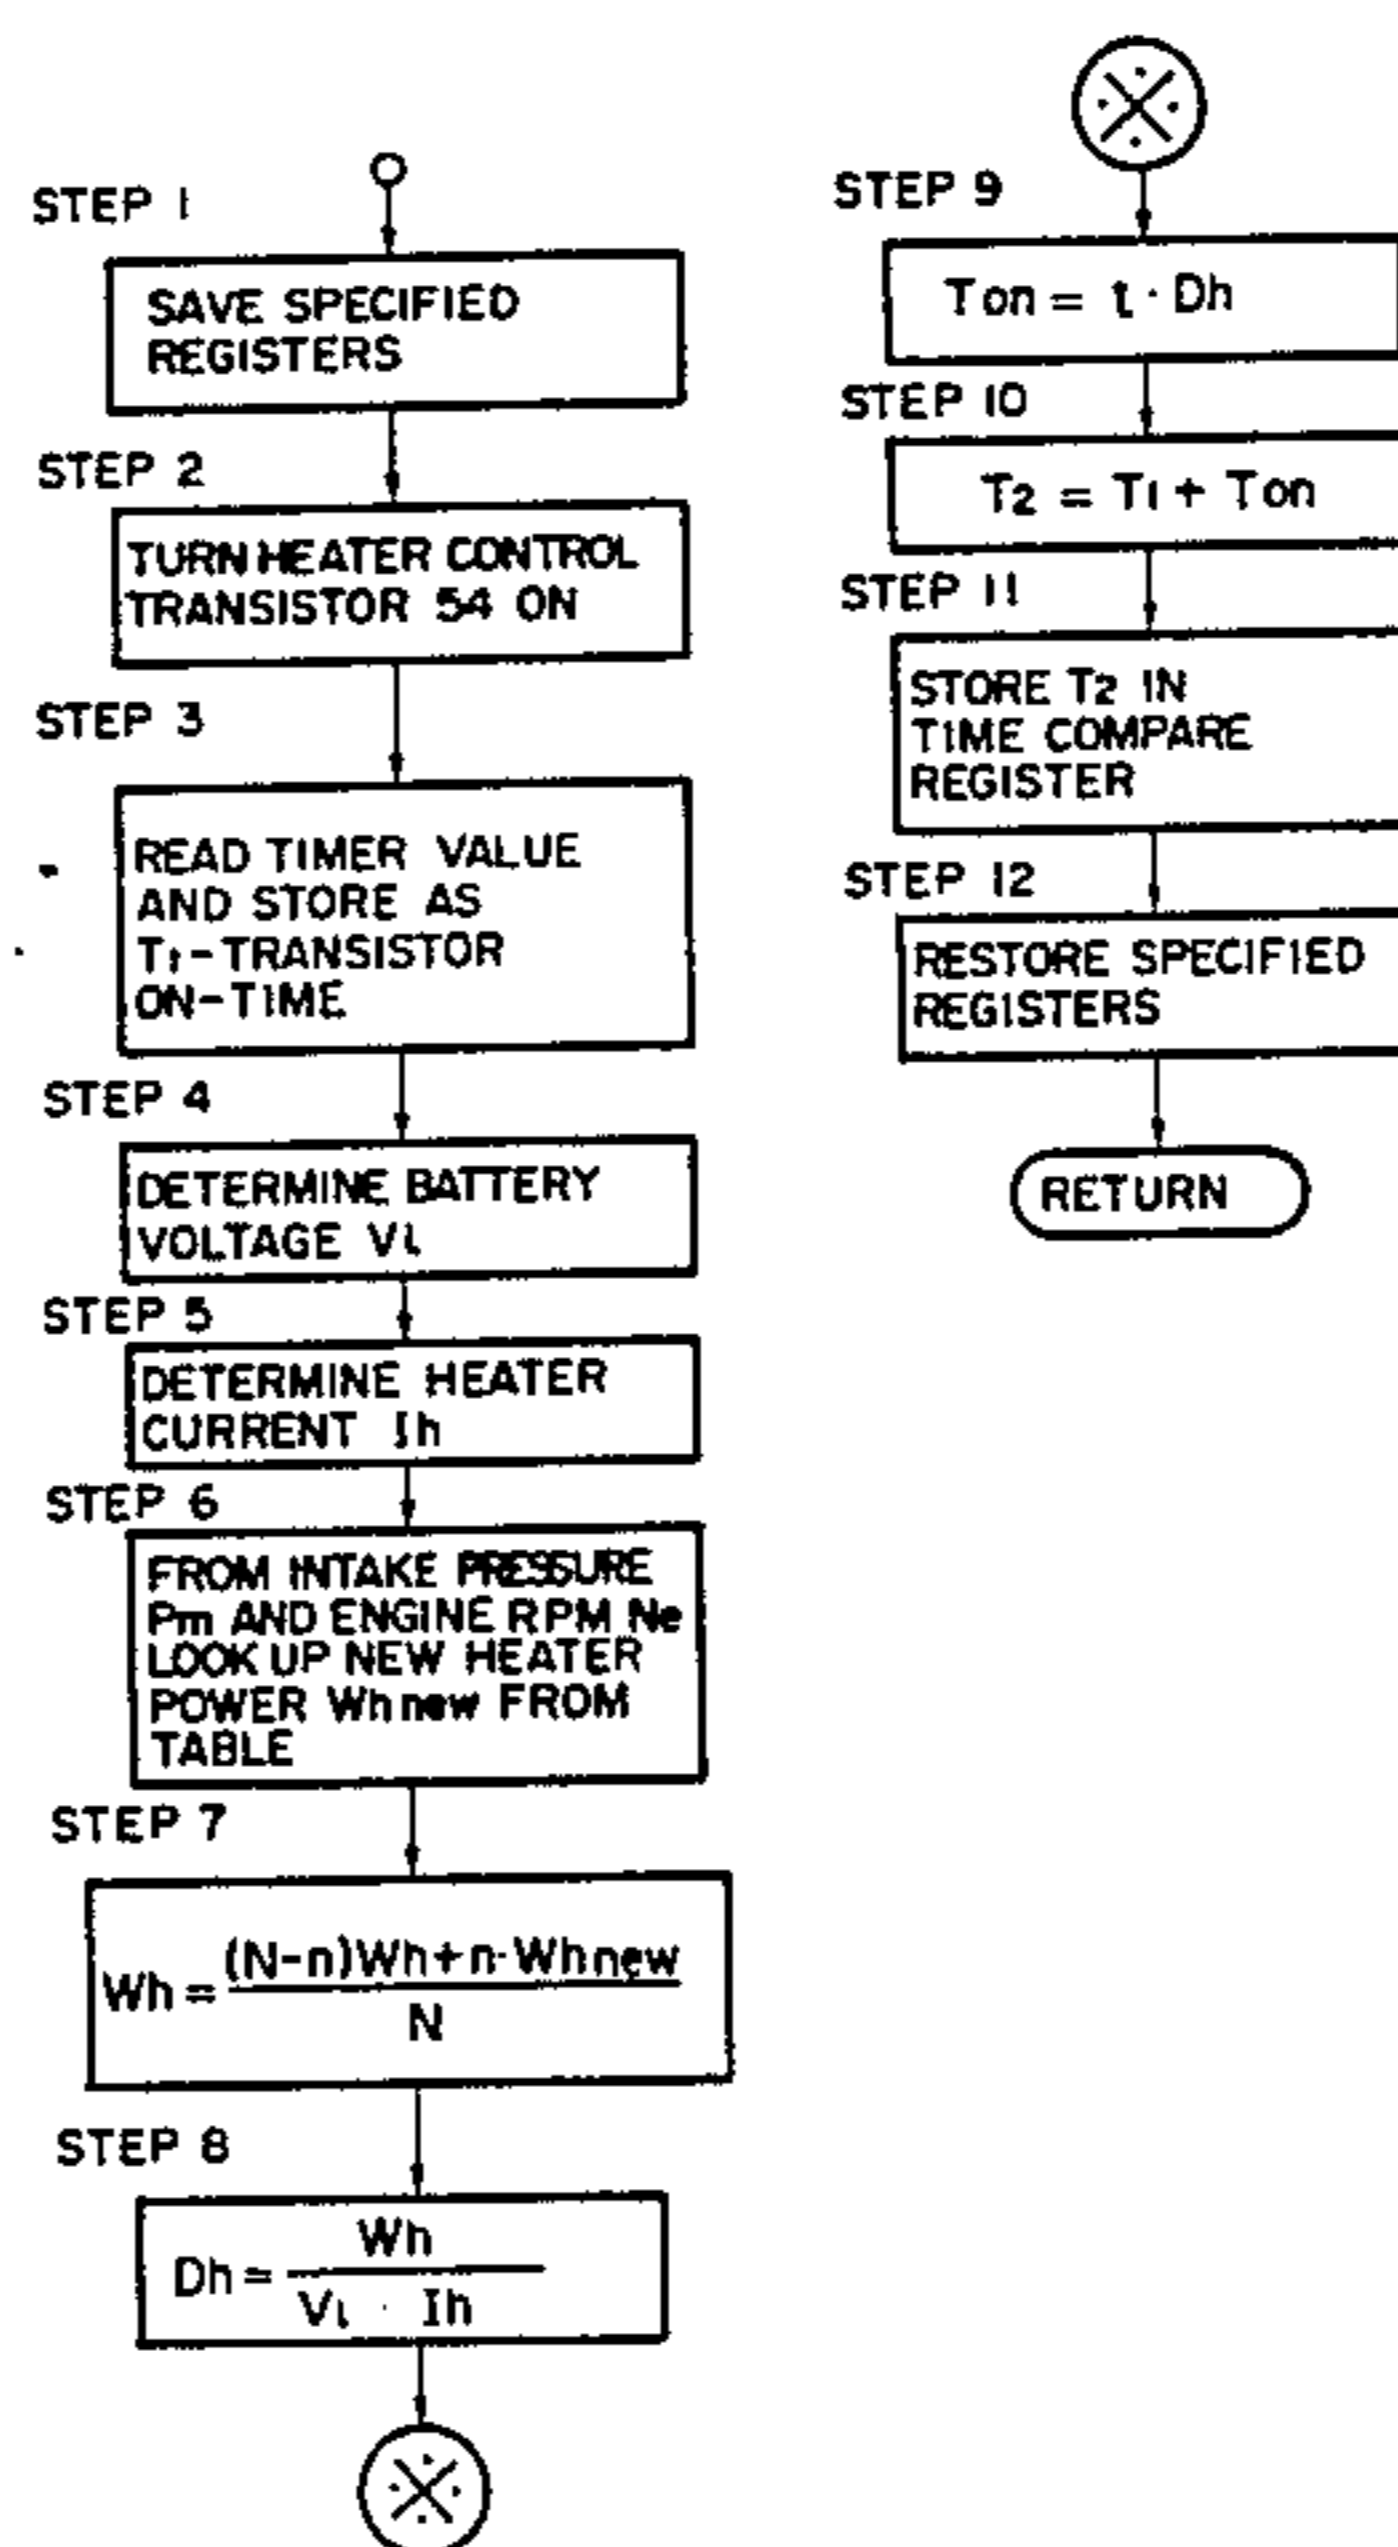 STEP 1
SAVE SPECIFIED
REGISTERS
STEP 2
TURN HEATER CONTROL
TRANSISTOR 54 ON
STEP 3
READ TIMER VALUE
AND STORE AS
T1-TRANSISTOR
ON-TIME
STEP 4
DETERMINE BATTERY
VOLTAGE Vi
STEP 5
DETERMINE HEATER
CURRENT Ih
STEP 6
FROM INTAKE PRESSURE
Pm AND ENGINE RPM Ne
LOOK UP NEW HEATER
POWER Wh new FROM
TABLE
STEP 7
Wh = (N-n)Wh+n·Wh new / N
STEP 8
Dh = Wh / Vi · Ih
※
※
STEP 9
Ton = t · Dh
STEP 10
T2 = T1 + Ton
STEP 11
STORE T2 IN
TIME COMPARE
REGISTER
STEP 12
RESTORE SPECIFIED
REGISTERS
RETURN